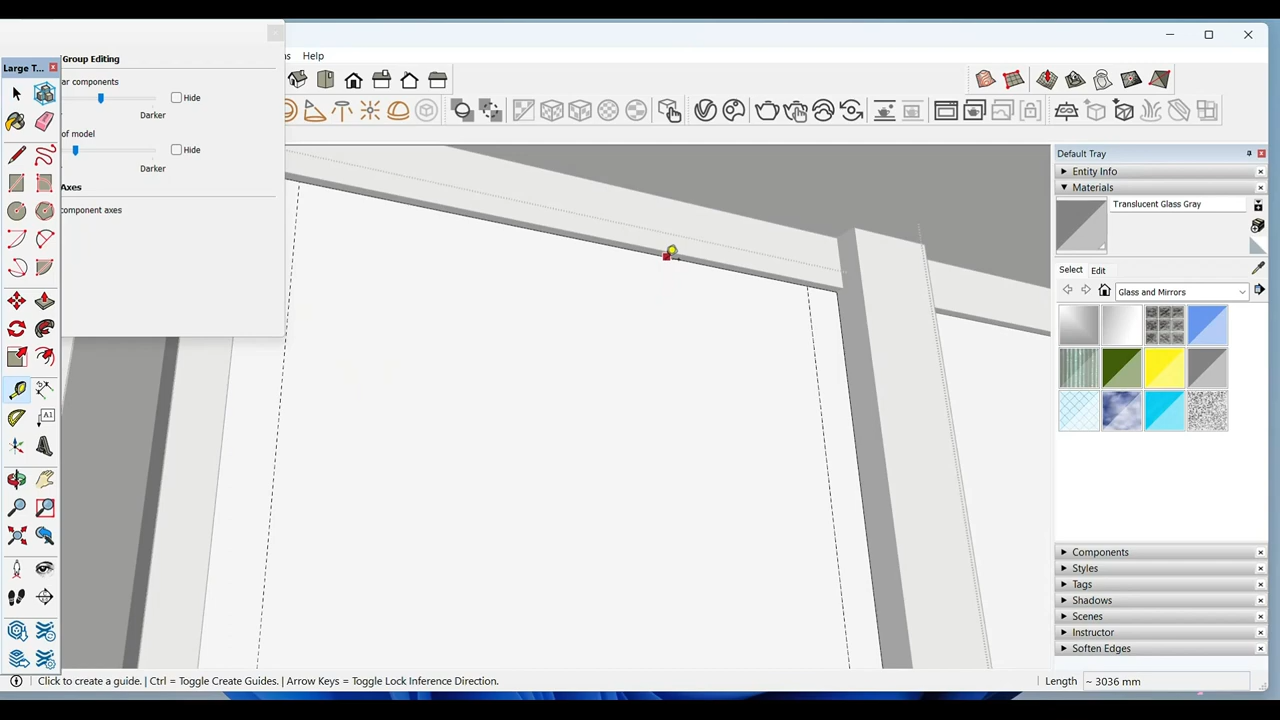 Help
Group Editing
Large T...
ar components
Hide
Darker
of model
Hide
Darker
Axes
component axes
A1
Default Tray
Entity Info
Materials
Translucent Glass Gray
Select
Edit
Glass and Mirrors
Components
Styles
Tags
Shadows
Scenes
Instructor
Soften Edges
Click to create a guide. | Ctrl = Toggle Create Guides. | Arrow Keys = Toggle Lock Inference Direction.
Length
~ 3036 mm